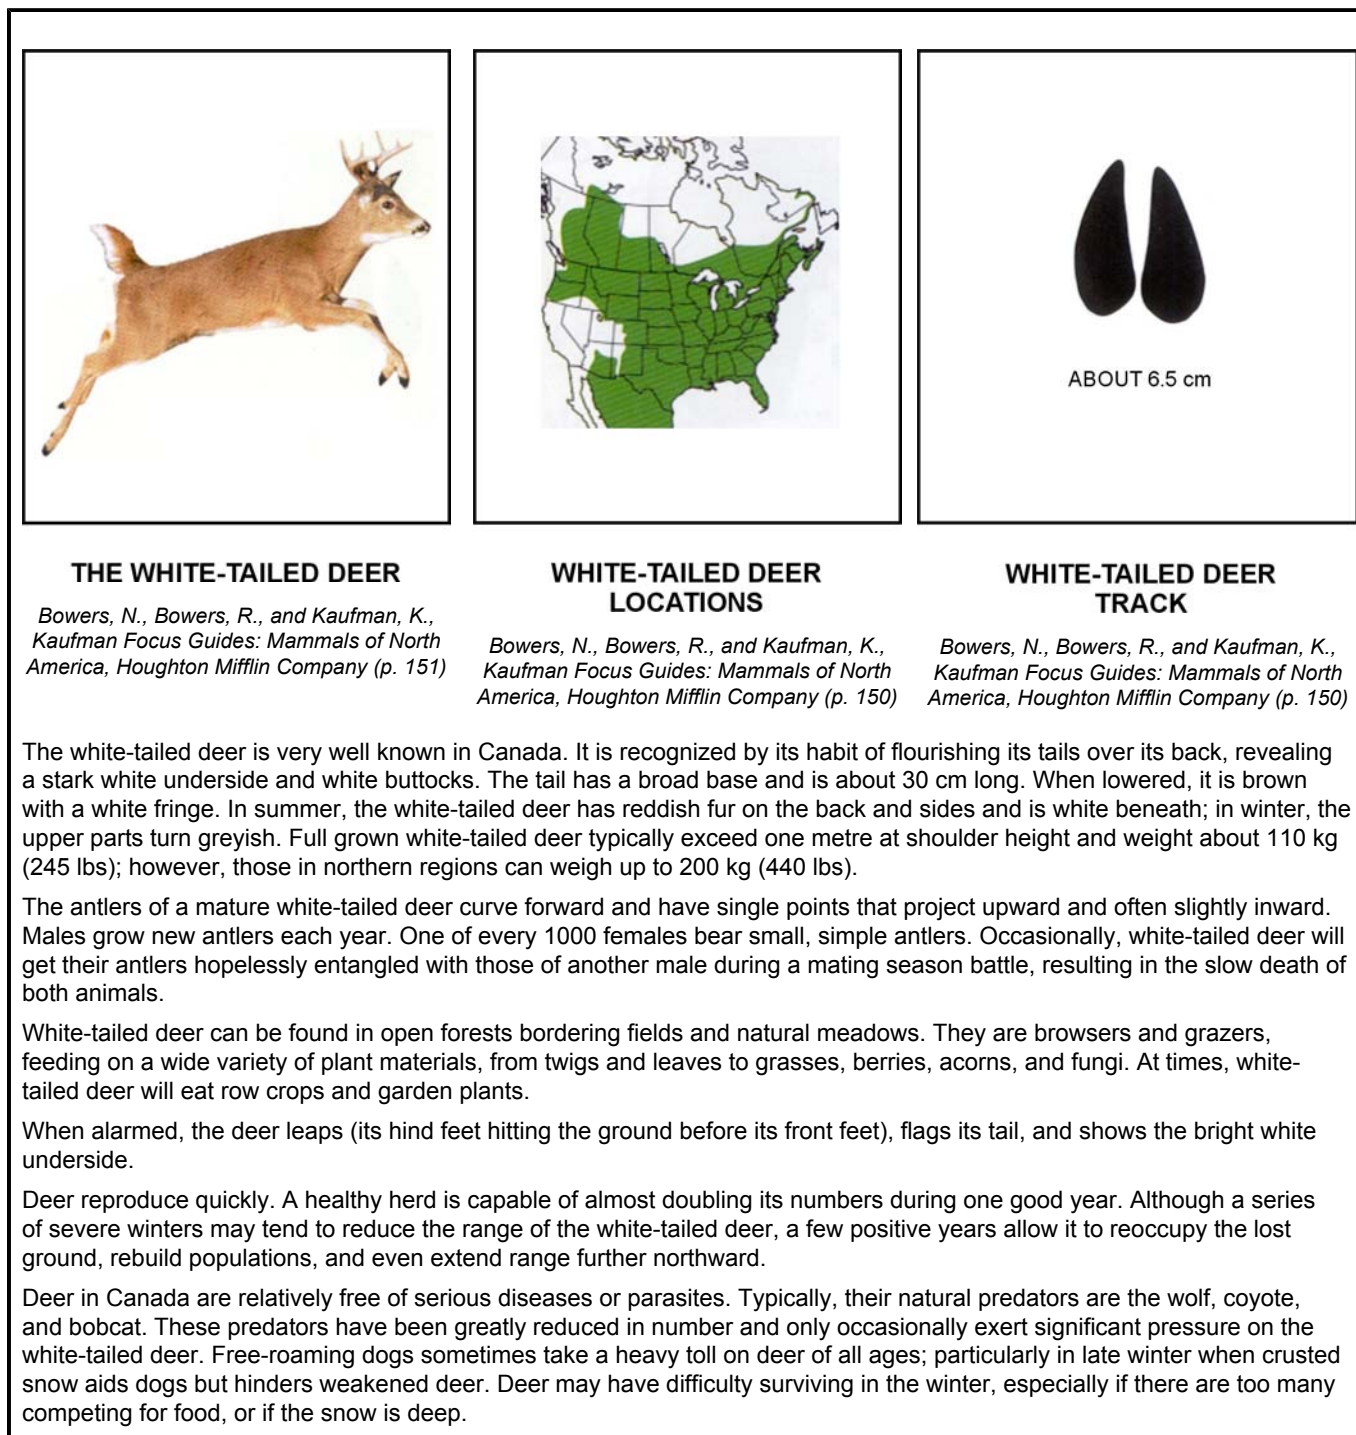 ABOUT 6.5 cm
THE WHITE-TAILED DEER
Bowers, N., Bowers, R., and Kaufman, K.,
Kaufman Focus Guides: Mammals of North
America, Houghton Mifflin Company (p. 151)
WHITE-TAILED DEER
LOCATIONS
Bowers, N., Bowers, R., and Kaufman, K.,
Kaufman Focus Guides: Mammals of North
America, Houghton Mifflin Company (p. 150)
WHITE-TAILED DEER
TRACK
Bowers, N., Bowers, R., and Kaufman, K.,
Kaufman Focus Guides: Mammals of North
America, Houghton Mifflin Company (p. 150)
The white-tailed deer is very well known in Canada. It is recognized by its habit of flourishing its tails over its back, revealing
a stark white underside and white buttocks. The tail has a broad base and is about 30 cm long. When lowered, it is brown
with a white fringe. In summer, the white-tailed deer has reddish fur on the back and sides and is white beneath; in winter, the
upper parts turn greyish. Full grown white-tailed deer typically exceed one metre at shoulder height and weight about 110 kg
(245 lbs); however, those in northern regions can weigh up to 200 kg (440 lbs).
The antlers of a mature white-tailed deer curve forward and have single points that project upward and often slightly inward.
Males grow new antlers each year. One of every 1000 females bear small, simple antlers. Occasionally, white-tailed deer will
get their antlers hopelessly entangled with those of another male during a mating season battle, resulting in the slow death of
both animals.
White-tailed deer can be found in open forests bordering fields and natural meadows. They are browsers and grazers,
feeding on a wide variety of plant materials, from twigs and leaves to grasses, berries, acorns, and fungi. At times, white-
tailed deer will eat row crops and garden plants.
When alarmed, the deer leaps (its hind feet hitting the ground before its front feet), flags its tail, and shows the bright white
underside.
Deer reproduce quickly. A healthy herd is capable of almost doubling its numbers during one good year. Although a series
of severe winters may tend to reduce the range of the white-tailed deer, a few positive years allow it to reoccupy the lost
ground, rebuild populations, and even extend range further northward.
Deer in Canada are relatively free of serious diseases or parasites. Typically, their natural predators are the wolf, coyote,
and bobcat. These predators have been greatly reduced in number and only occasionally exert significant pressure on the
white-tailed deer. Free-roaming dogs sometimes take a heavy toll on deer of all ages; particularly in late winter when crusted
snow aids dogs but hinders weakened deer. Deer may have difficulty surviving in the winter, especially if there are too many
competing for food, or if the snow is deep.